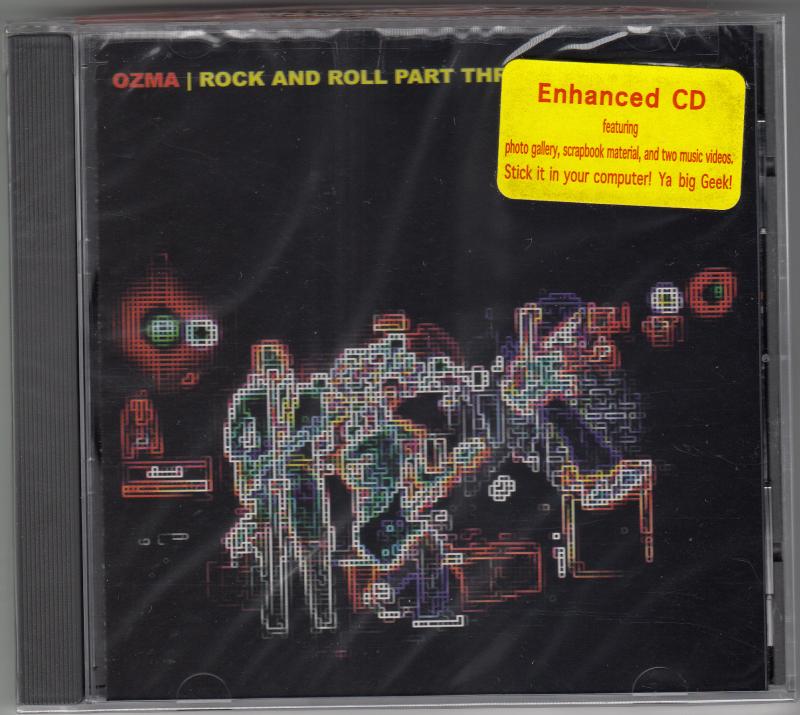 OZMA | ROCK AND ROLL PART THR
Enhanced CD
featuring
photo gallery, scrapbook material, and two music videos.
Stick it in your computer! Ya big Geek!